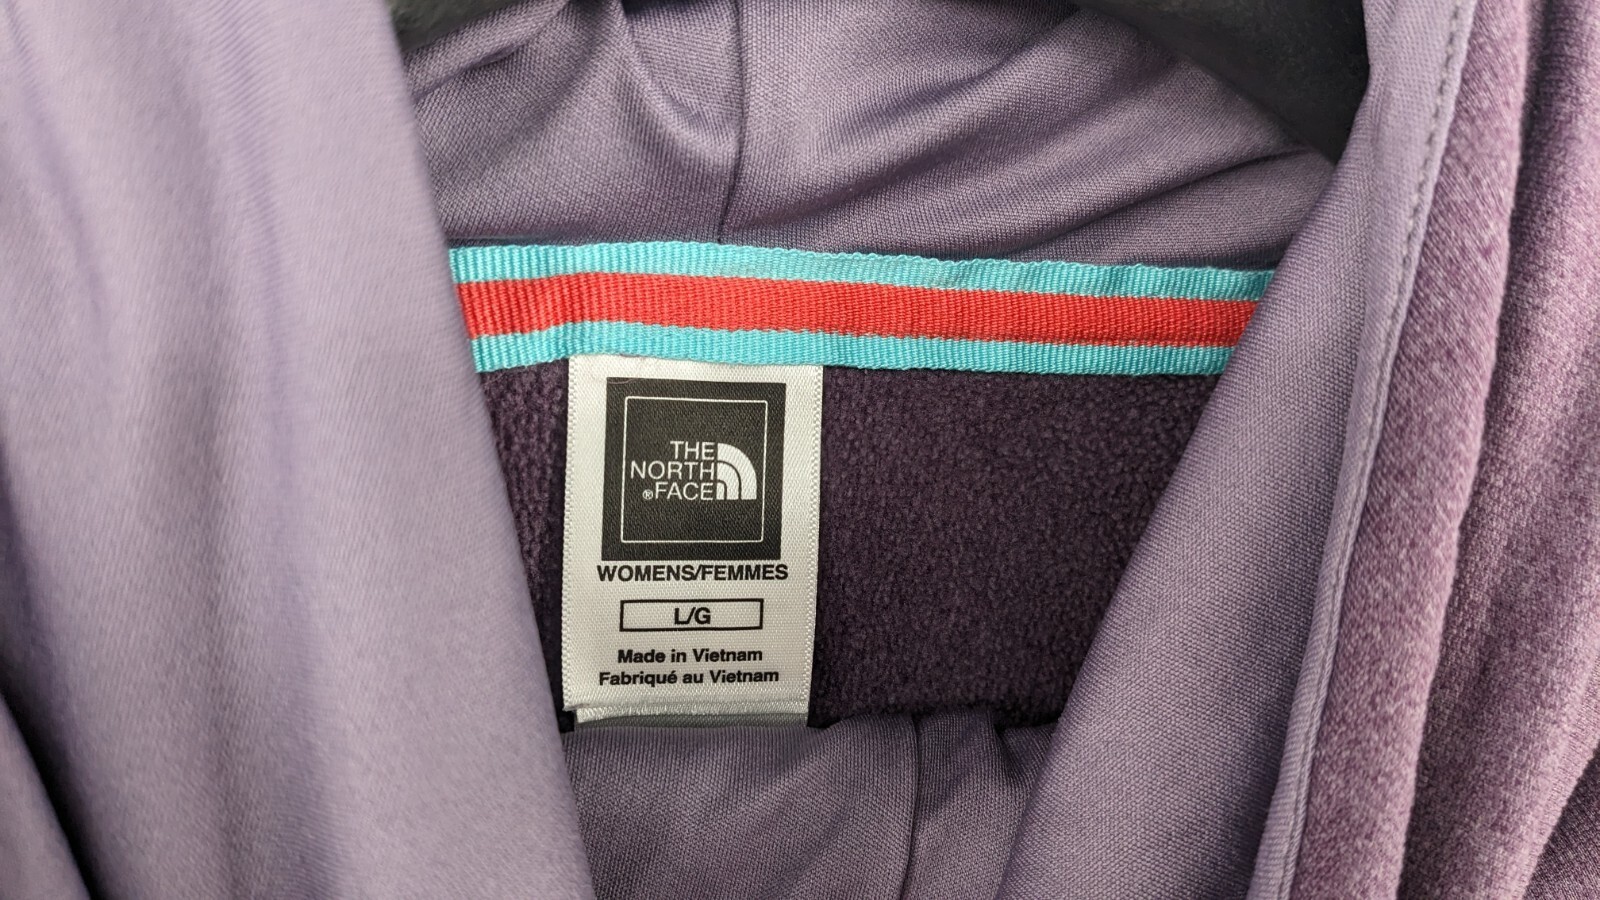 THE
NORTH
®FACE
WOMENS/FEMMES
L/G
Made in Vietnam
Fabriqué au Vietnam